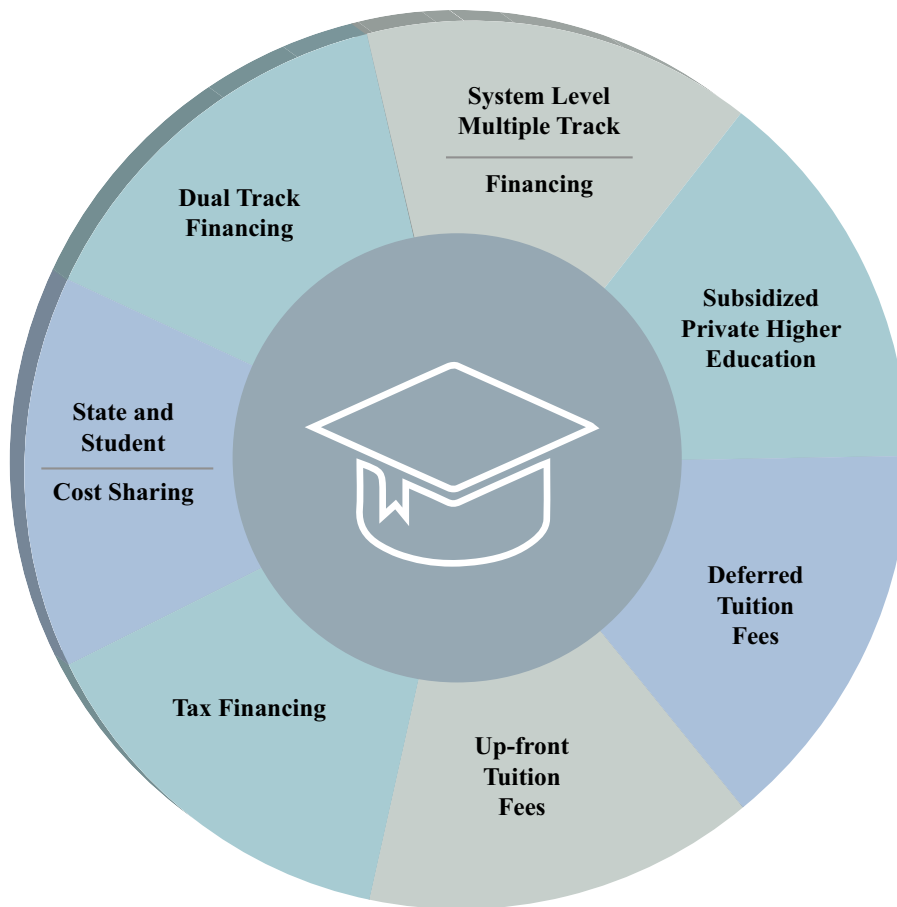 System Level
Multiple Track
Financing
Subsidized
Private Higher
Education
Deferred
Tuition
Fees
Up-front
Tuition
Fees
Tax Financing
State and
Student
Cost Sharing
Dual Track
Financing